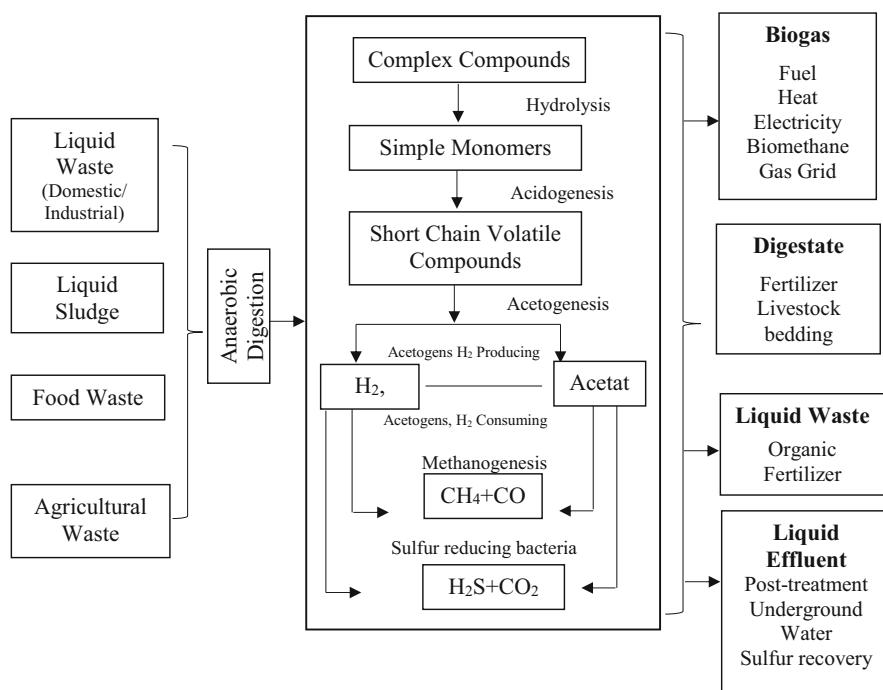 Liquid
Waste
(Domestic/
Industrial)
Liquid
Sludge
Food Waste
Agricultural
Waste
Anaerobic
Digestion
Complex Compounds
Hydrolysis
Simple Monomers
Acidogenesis
Short Chain Volatile
Compounds
Acetogenesis
Acetogens H₂ Producing
H₂,
Acetat
Acetogens, H₂ Consuming
Methanogenesis
CH₄+CO
Sulfur reducing bacteria
H₂S+CO₂
Biogas
Fuel
Heat
Electricity
Biomethane
Gas Grid
Digestate
Fertilizer
Livestock
bedding
Liquid Waste
Organic
Fertilizer
Liquid
Effluent
Post-treatment
Underground
Water
Sulfur recovery